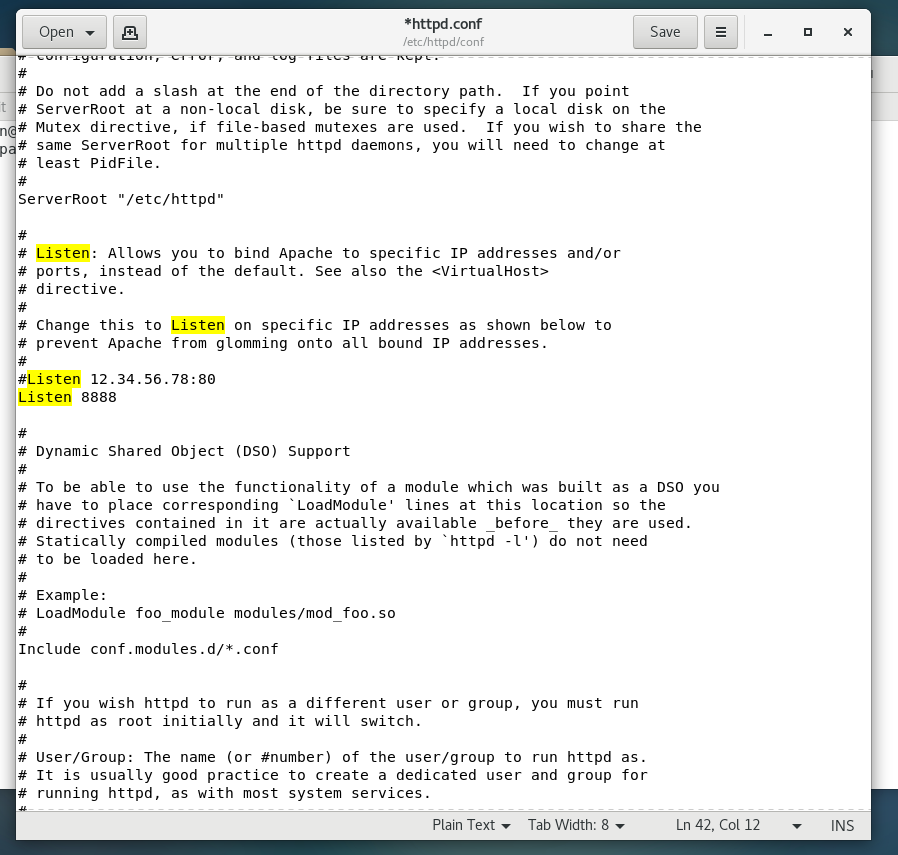 Open
*httpd.conf
/etc/httpd/conf
Save
# configuration, error, and log files are kept.
#
# Do not add a slash at the end of the directory path.  If you point
# ServerRoot at a non-local disk, be sure to specify a local disk on the
# Mutex directive, if file-based mutexes are used.  If you wish to share the
# same ServerRoot for multiple httpd daemons, you will need to change at
# least PidFile.
#
ServerRoot "/etc/httpd"
#
# Listen: Allows you to bind Apache to specific IP addresses and/or
# ports, instead of the default. See also the <VirtualHost>
# directive.
#
# Change this to Listen on specific IP addresses as shown below to
# prevent Apache from glomming onto all bound IP addresses.
#
#Listen 12.34.56.78:80
Listen 8888
#
# Dynamic Shared Object (DSO) Support
#
# To be able to use the functionality of a module which was built as a DSO you
# have to place corresponding `LoadModule' lines at this location so the
# directives contained in it are actually available _before_ they are used.
# Statically compiled modules (those listed by `httpd -l') do not need
# to be loaded here.
#
# Example:
# LoadModule foo_module modules/mod_foo.so
#
Include conf.modules.d/*.conf
#
# If you wish httpd to run as a different user or group, you must run
# httpd as root initially and it will switch.
#
# User/Group: The name (or #number) of the user/group to run httpd as.
# It is usually good practice to create a dedicated user and group for
# running httpd, as with most system services.
#
Plain Text
Tab Width: 8
Ln 42, Col 12
INS